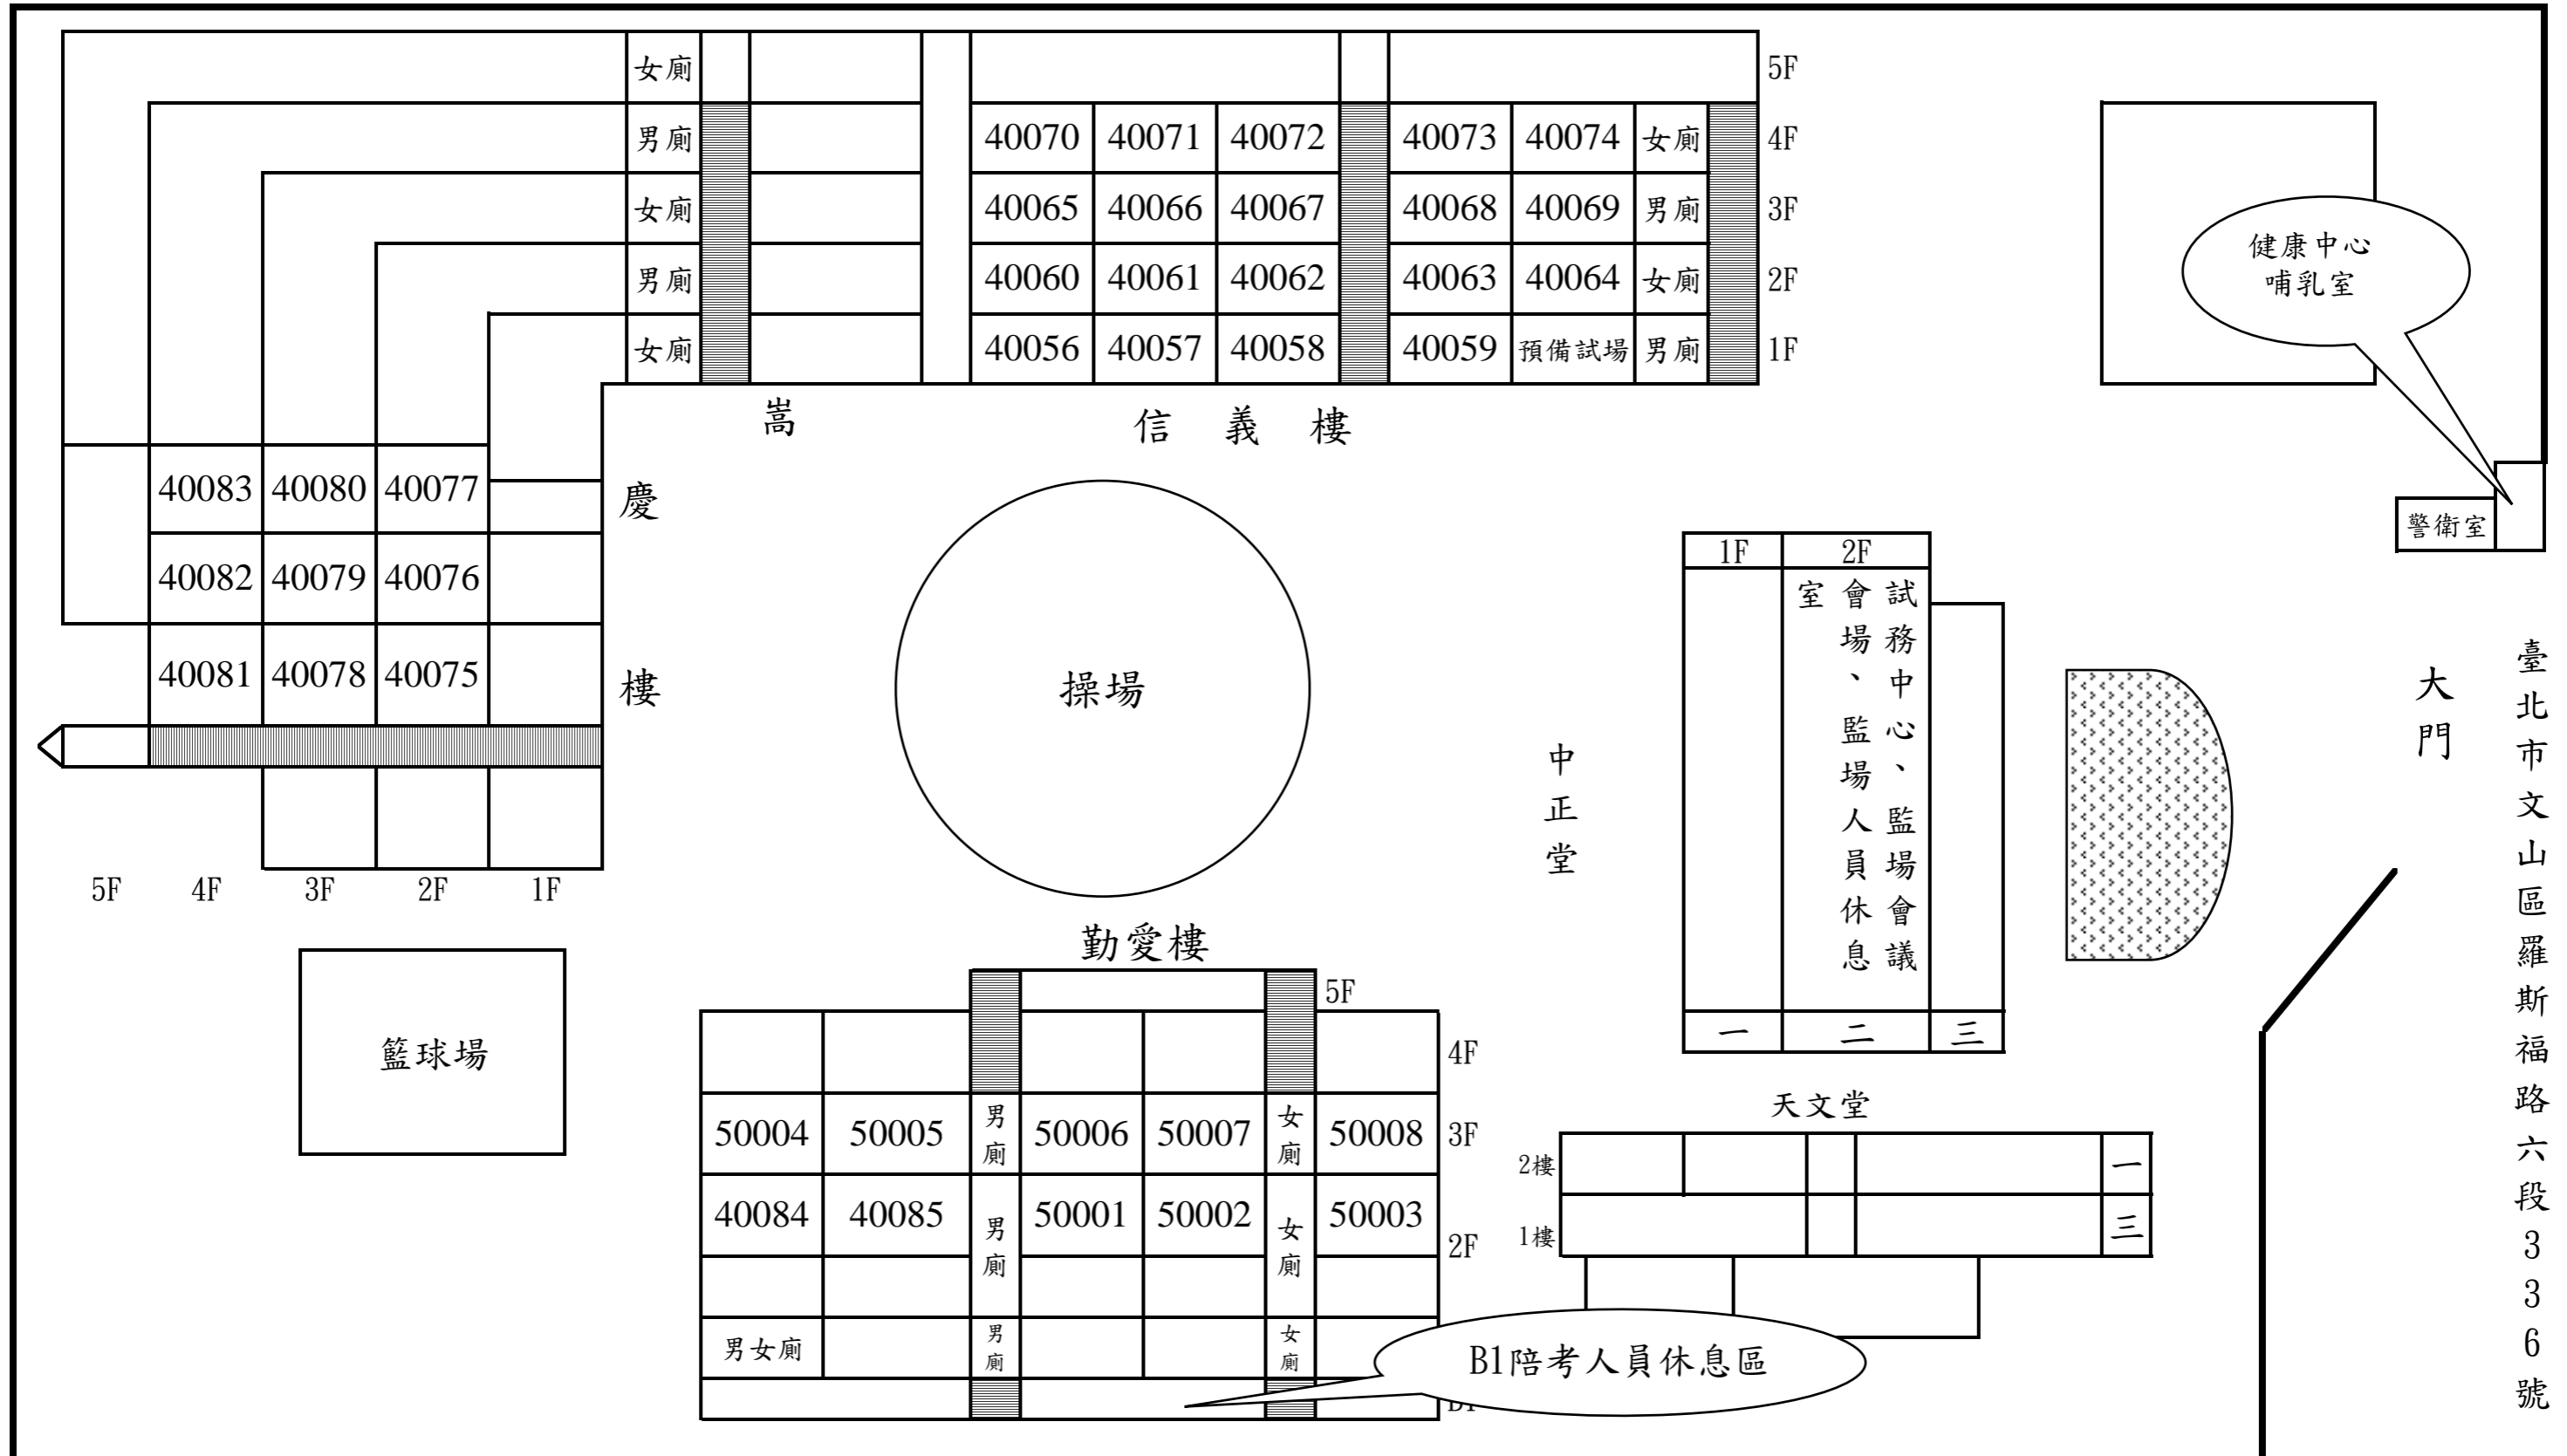 女廁
5F
男廁
40070 40071 40072 40073 40074 女廁 4F
女廁
40065 40066 40067 40068 40069 男廁 3F
男廁
40060 40061 40062 40063 40064 女廁 2F
女廁
40056 40057 40058 40059 預備試場 男廁 1F
健康中心
哺乳室
嵩慶樓
信義樓
40083 40080 40077
40082 40079 40076
40081 40078 40075
5F 4F 3F 2F 1F
操場
警衛室
1F 2F
試務中心、監場會議
會場、監場人員休息
室
一 二 三
中正堂
大門
臺北市文山區羅斯福路六段336號
籃球場
勤愛樓
5F
4F
50004 50005 男廁 50006 50007 女廁 50008 3F
40084 40085 男廁 50001 50002 女廁 50003
2F
男女廁 男廁 女廁
B1陪考人員休息區
天文堂
2樓 一
1樓 三